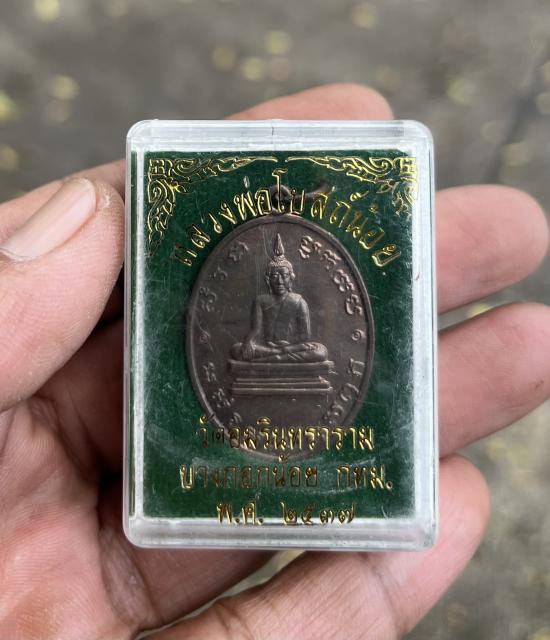 หลวงพ่อโบสถ์น้อย.
วัดอมรินทราราม
บางกอกน้อย กทม.
พ.ศ. ๒๕๓๗